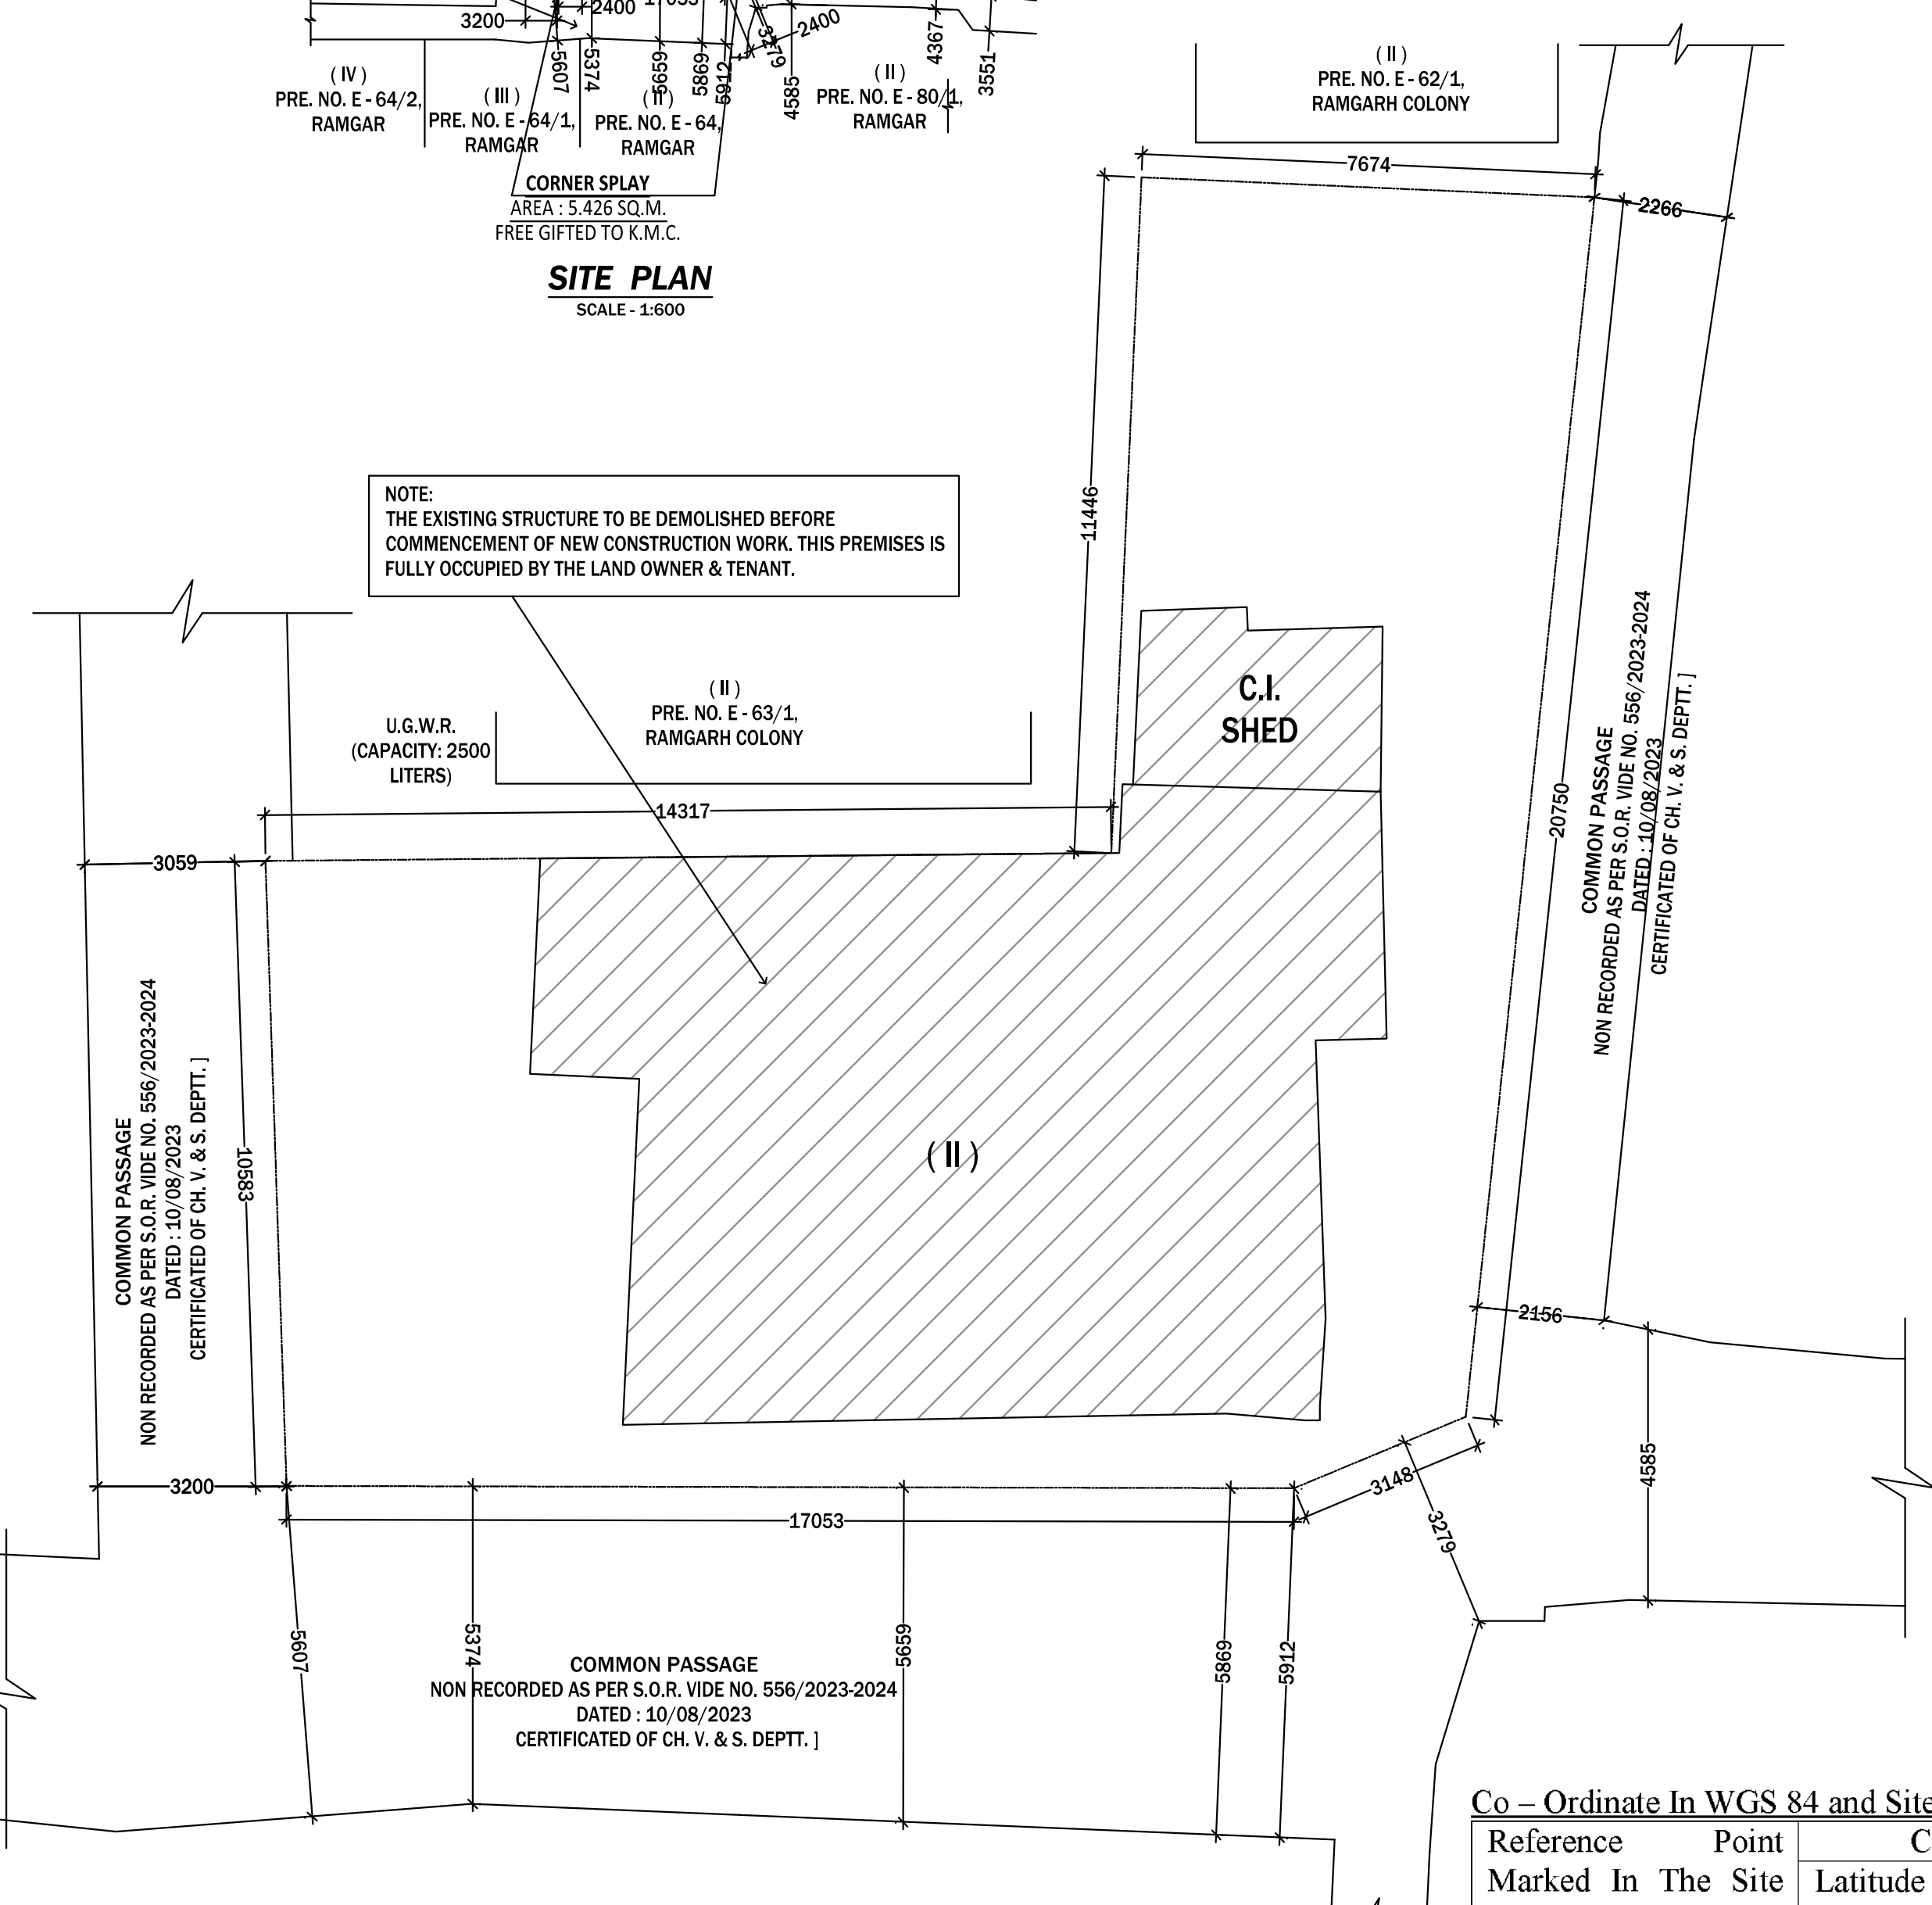 3200
2400
5607
5374
5659
5869
5912
3279
2400
4585
4367
3551
( IV )
PRE. NO. E - 64/2,
RAMGAR
( III )
PRE. NO. E - 64/1,
RAMGAR
( II )
PRE. NO. E - 64,
RAMGAR
( II )
PRE. NO. E - 80/1,
RAMGAR
CORNER SPLAY
AREA : 5.426 SQ.M.
FREE GIFTED TO K.M.C.
SITE PLAN
SCALE - 1:600
( II )
PRE. NO. E - 62/1,
RAMGARH COLONY
7674
2266
11446
NOTE:
THE EXISTING STRUCTURE TO BE DEMOLISHED BEFORE
COMMENCEMENT OF NEW CONSTRUCTION WORK. THIS PREMISES IS
FULLY OCCUPIED BY THE LAND OWNER & TENANT.
( II )
PRE. NO. E - 63/1,
RAMGARH COLONY
U.G.W.R.
(CAPACITY: 2500
LITERS)
C.I.
SHED
14317
3059
20750
COMMON PASSAGE
NON RECORDED AS PER S.O.R. VIDE NO. 556/2023-2024
DATED : 10/08/2023
CERTIFICATED OF CH. V. & S. DEPTT. ]
COMMON PASSAGE
NON RECORDED AS PER S.O.R. VIDE NO. 556/2023-2024
DATED : 10/08/2023
CERTIFICATED OF CH. V. & S. DEPTT. ]
10583
( II )
2156
3200
17053
3148
3279
4585
5607
5374
5659
5869
5912
COMMON PASSAGE
NON RECORDED AS PER S.O.R. VIDE NO. 556/2023-2024
DATED : 10/08/2023
CERTIFICATED OF CH. V. & S. DEPTT. ]
Co – Ordinate In WGS 84 and Site
Reference Point
Marked In The Site
C
Latitude